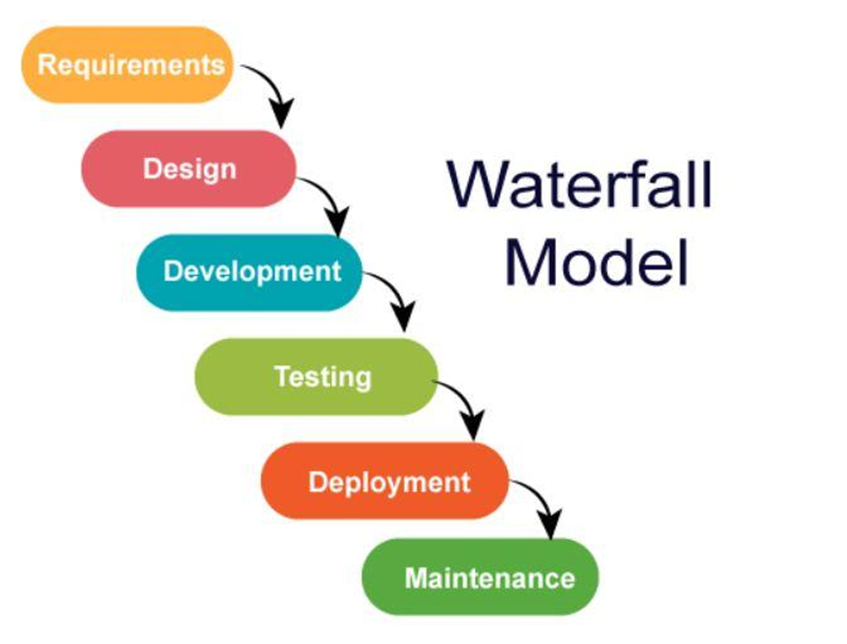 Requirements
Design
Waterfall
Model
Development
Testing
Deployment
Maintenance